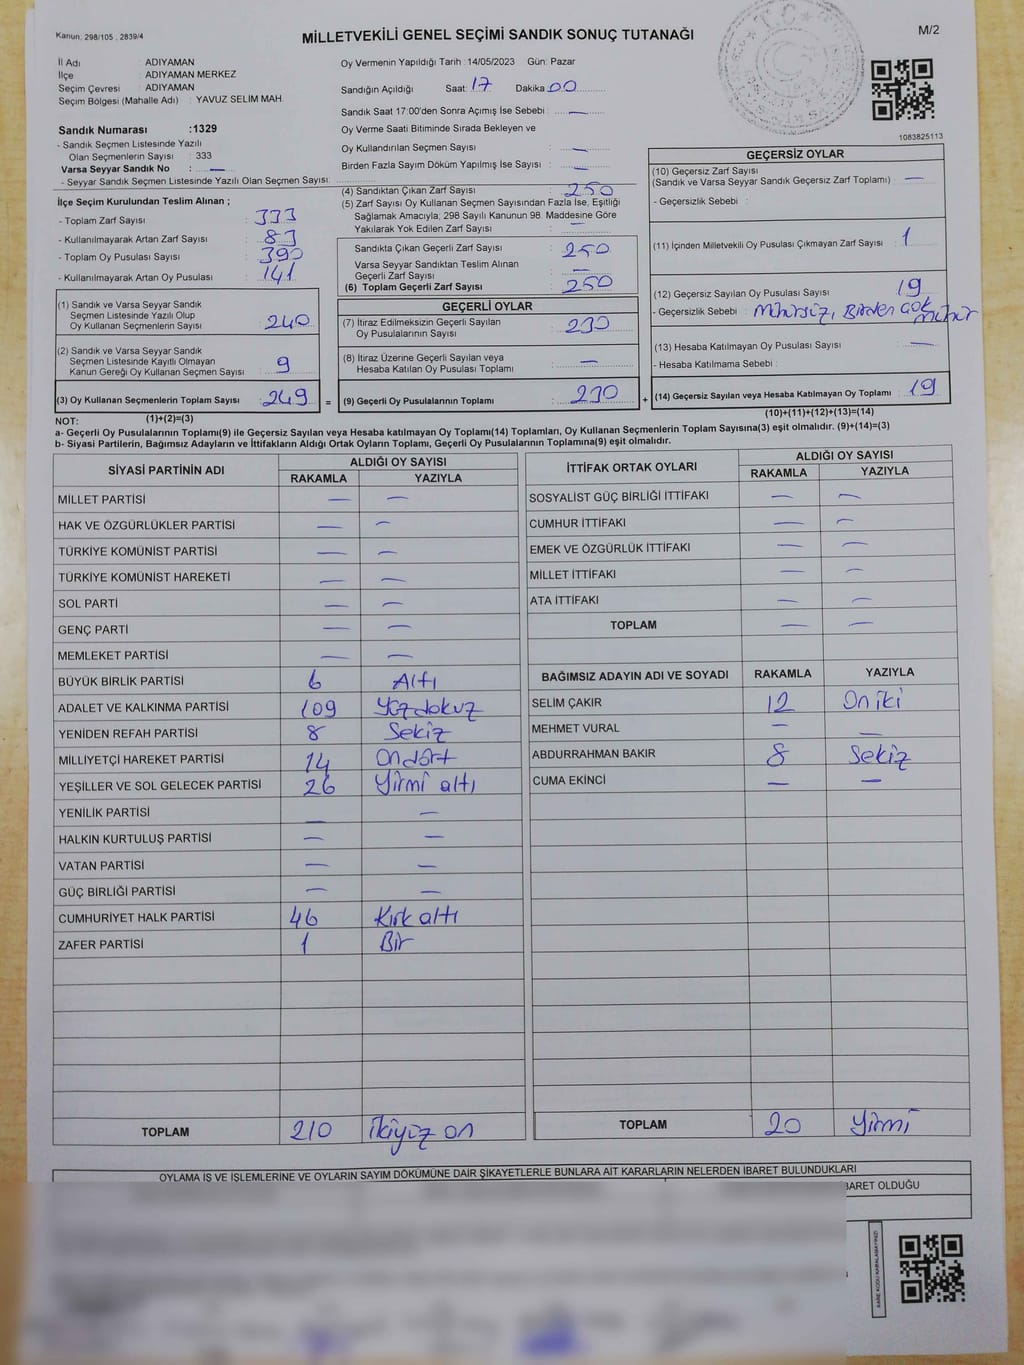 Kanun. 298/105 , 2839/4
MİLLETVEKİLİ GENEL SEÇİMİ SANDIK SONUÇ TUTANAĞI
T.C
M/2
1083825113
İl Adı ADIYAMAN
İlçe ADIYAMAN MERKEZ
Seçim Çevresi : ADIYAMAN
Seçim Bölgesi (Mahalle Adı) : YAVUZ SELİM MAH.
Sandık Numarası :1329
- Sandık Seçmen Listesinde Yazılı
Olan Seçmenlerin Sayısı : 333
Varsa Seyyar Sandık No : —
- Seyyar Sandık Seçmen Listesinde Yazılı Olan Seçmen Sayısı:
Oy Vermenin Yapıldığı Tarih :14/05/2023 Gün: Pazar
Sandığın Açıldığı Saat: 17 Dakika 00
Sandık Saat 17:00'den Sonra Açımış İse Sebebi : —
Oy Verme Saati Bitiminde Sırada Bekleyen ve
Oy Kullandırılan Seçmen Sayısı : —
Birden Fazla Sayım Döküm Yapılmış İse Sayısı : —
İlçe Seçim Kurulundan Teslim Alınan ;
- Toplam Zarf Sayısı : 333
- Kullanılmayarak Artan Zarf Sayısı : 83
- Toplam Oy Pusulası Sayısı : 390
- Kullanılmayarak Artan Oy Pusulası : 141
(1) Sandık ve Varsa Seyyar Sandık
Seçmen Listesinde Yazılı Olup
Oy Kullanan Seçmenlerin Sayısı : 240
(2) Sandık ve Varsa Seyyar Sandık
Seçmen Listesinde Kayıtlı Olmayan
Kanun Gereği Oy Kullanan Seçmen Sayısı : 9
(3) Oy Kullanan Seçmenlerin Toplam Sayısı : 249 =
(4) Sandıktan Çıkan Zarf Sayısı : 250
(5) Zarf Sayısı Oy Kullanan Seçmen Sayısından Fazla İse, Eşitliği
Sağlamak Amacıyla; 298 Sayılı Kanunun 98. Maddesine Göre
Yakılarak Yok Edilen Zarf Sayısı : —
Sandıkta Çıkan Geçerli Zarf Sayısı : 250
Varsa Seyyar Sandıktan Teslim Alınan
Geçerli Zarf Sayısı : —
(6) Toplam Geçerli Zarf Sayısı : 250
GEÇERLİ OYLAR
(7) İtiraz Edilmeksizin Geçerli Sayılan
Oy Pusulalarının Sayısı : 230
(8) İtiraz Üzerine Geçerli Sayılan veya
Hesaba Katılan Oy Pusulası Toplamı : —
(9) Geçerli Oy Pusulalarının Toplamı : 230 +
GEÇERSİZ OYLAR
(10) Geçersiz Zarf Sayısı
(Sandık ve Varsa Seyyar Sandık Geçersiz Zarf Toplamı) : —
- Geçersizlik Sebebi :
(11) İçinden Milletvekili Oy Pusulası Çıkmayan Zarf Sayısı : 1
(12) Geçersiz Sayılan Oy Pusulası Sayısı : 19
- Geçersizlik Sebebi : Mühürsüz, Birden çok mühür
(13) Hesaba Katılmayan Oy Pusulası Sayısı : —
- Hesaba Katılmama Sebebi :
(14) Geçersiz Sayılan veya Hesaba Katılmayan Oy Toplamı : 19
NOT: (1)+(2)=(3)
(10)+(11)+(12)+(13)=(14)
a- Geçerli Oy Pusulalarının Toplamı(9) ile Geçersiz Sayılan veya Hesaba katılmayan Oy Toplamı(14) Toplamları, Oy Kullanan Seçmenlerin Toplam Sayısına(3) eşit olmalıdır. (9)+(14)=(3)
b- Siyasi Partilerin, Bağımsız Adayların ve İttifakların Aldığı Ortak Oyların Toplamı, Geçerli Oy Pusulalarının Toplamına(9) eşit olmalıdır.
SİYASİ PARTİNİN ADI ALDIĞI OY SAYISI
RAKAMLA YAZIYLA
MİLLET PARTİSİ — —
HAK VE ÖZGÜRLÜKLER PARTİSİ — —
TÜRKİYE KOMÜNİST PARTİSİ — —
TÜRKİYE KOMÜNİST HAREKETİ — —
SOL PARTİ — —
GENÇ PARTİ — —
MEMLEKET PARTİSİ — —
BÜYÜK BİRLİK PARTİSİ 6 Altı
ADALET VE KALKINMA PARTİSİ 109 Yüzdokuz
YENİDEN REFAH PARTİSİ 8 Sekiz
MİLLİYETÇİ HAREKET PARTİSİ 14 Ondört
YEŞİLLER VE SOL GELECEK PARTİSİ 26 Yirmi altı
YENİLİK PARTİSİ — —
HALKIN KURTULUŞ PARTİSİ — —
VATAN PARTİSİ — —
GÜÇ BİRLİĞİ PARTİSİ — —
CUMHURİYET HALK PARTİSİ 46 Kırk altı
ZAFER PARTİSİ 1 Bir
TOPLAM 210 İkiyüz on
İTTİFAK ORTAK OYLARI ALDIĞI OY SAYISI
RAKAMLA YAZIYLA
SOSYALİST GÜÇ BİRLİĞİ İTTİFAKI — —
CUMHUR İTTİFAKI — —
EMEK VE ÖZGÜRLÜK İTTİFAKI — —
MİLLET İTTİFAKI — —
ATA İTTİFAKI — —
TOPLAM — —
BAĞIMSIZ ADAYIN ADI VE SOYADI RAKAMLA YAZIYLA
SELİM ÇAKIR 12 On iki
MEHMET VURAL — —
ABDURRAHMAN BAKIR 8 Sekiz
CUMA EKİNCİ — —
TOPLAM 20 Yirmi
OYLAMA İŞ VE İŞLEMLERİNE VE OYLARIN SAYIM DÖKÜMÜNE DAİR ŞİKAYETLERLE BUNLARA AİT KARARLARIN NELERDEN İBARET BULUNDUKLARI
BARET OLDUĞU
KARE KODU KARALAMAYINIZ!